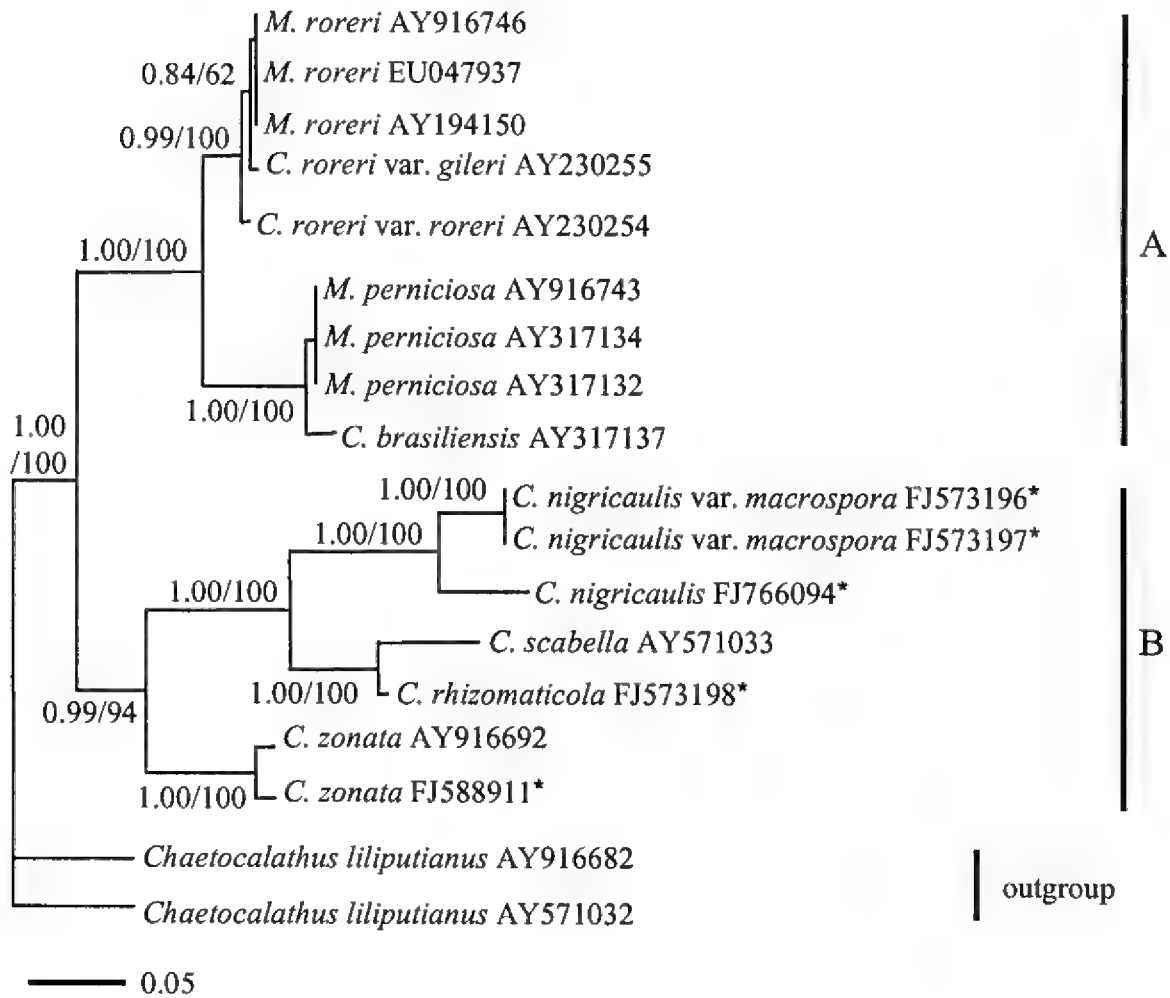 M. roreri AY916746
0.84/62
M. roreri EU047937
M. roreri AY194150
0.99/100
C. roreri var. gileri AY230255
C. roreri var. roreri AY230254
A
1.00/100
M. perniciosa AY916743
M. perniciosa AY317134
M. perniciosa AY317132
1.00/100
C. brasiliensis AY317137
1.00
/100
1.00/100
C. nigricaulis var. macrospora FJ573196*
C. nigricaulis var. macrospora FJ573197*
1.00/100
C. nigricaulis FJ766094*
1.00/100
C. scabella AY571033
B
1.00/100
C. rhizomaticola FJ573198*
0.99/94
C. zonata AY916692
1.00/100
C. zonata FJ588911*
Chaetocalathus liliputianus AY916682
outgroup
Chaetocalathus liliputianus AY571032
0.05